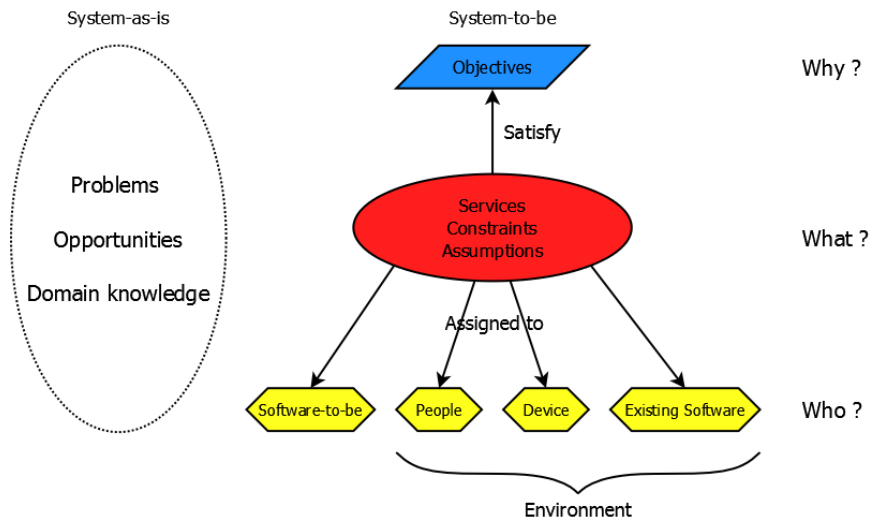 System-as-is
System-to-be
Objectives
Why ?
Satisfy
Problems
Opportunities
Domain knowledge
Services
Constraints
Assumptions
What ?
Assigned to
Software-to-be
People
Device
Existing Software
Who ?
Environment